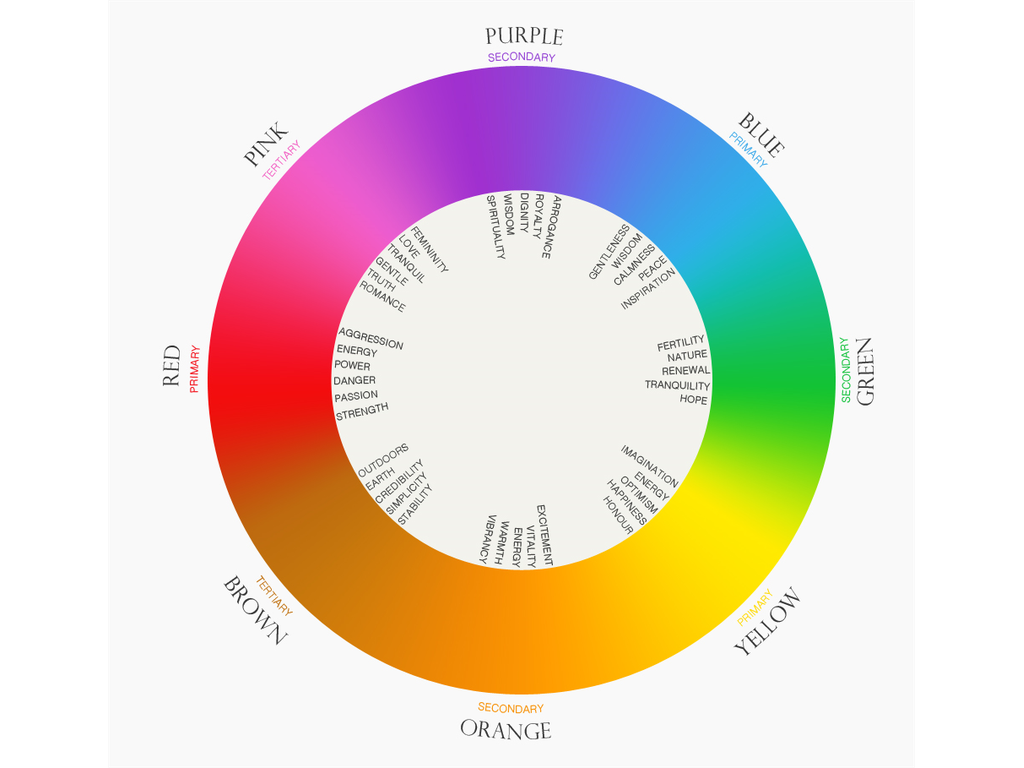 PURPLE
SECONDARY
BLUE
PRIMARY
GREEN
SECONDARY
YELLOW
PRIMARY
ORANGE
SECONDARY
BROWN
TERTIARY
RED
PRIMARY
PINK
TERTIARY
SPIRITUALITY
WISDOM
DIGNITY
ROYALTY
ARROGANCE
GENTLENESS
WISDOM
CALMNESS
PEACE
INSPIRATION
FERTILITY
NATURE
RENEWAL
TRANQUILITY
HOPE
IMAGINATION
ENERGY
OPTIMISM
HAPPINESS
HONOUR
EXCITEMENT
VITALITY
ENERGY
WARMTH
VIBRANCY
STABILITY
SIMPLICITY
CREDIBILITY
EARTH
OUTDOORS
STRENGTH
PASSION
DANGER
POWER
ENERGY
AGGRESSION
ROMANCE
TRUTH
GENTLE
TRANQUIL
LOVE
FEMININITY